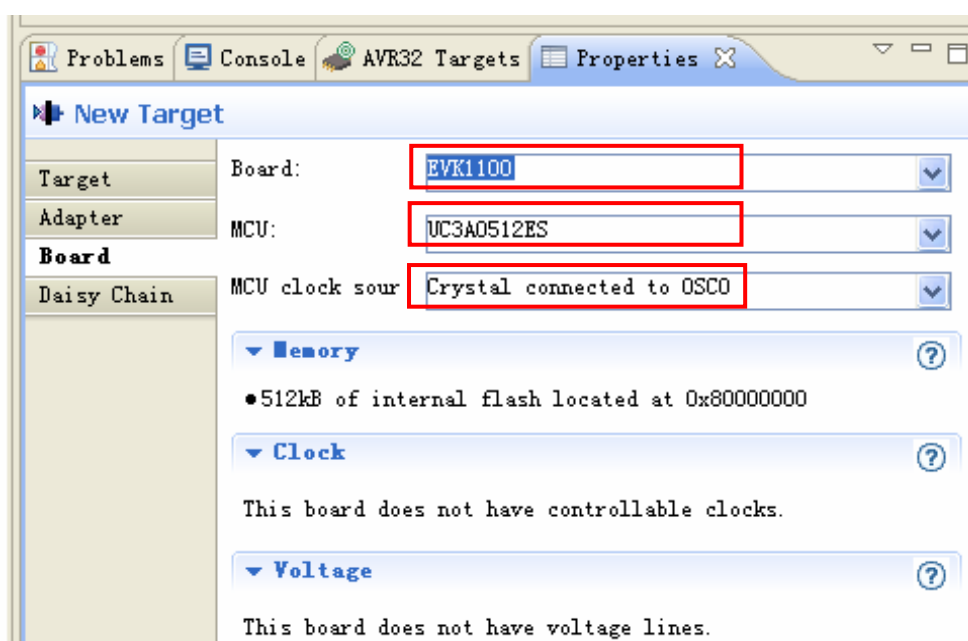 Problems Console AVR32 Targets Properties
New Target
Target
Adapter
Board
Daisy Chain
Board: EVK1100
MCU: UC3A0512ES
MCU clock sour Crystal connected to OSC0
Memory
•512kB of internal flash located at 0x80000000
Clock
This board does not have controllable clocks.
Voltage
This board does not have voltage lines.